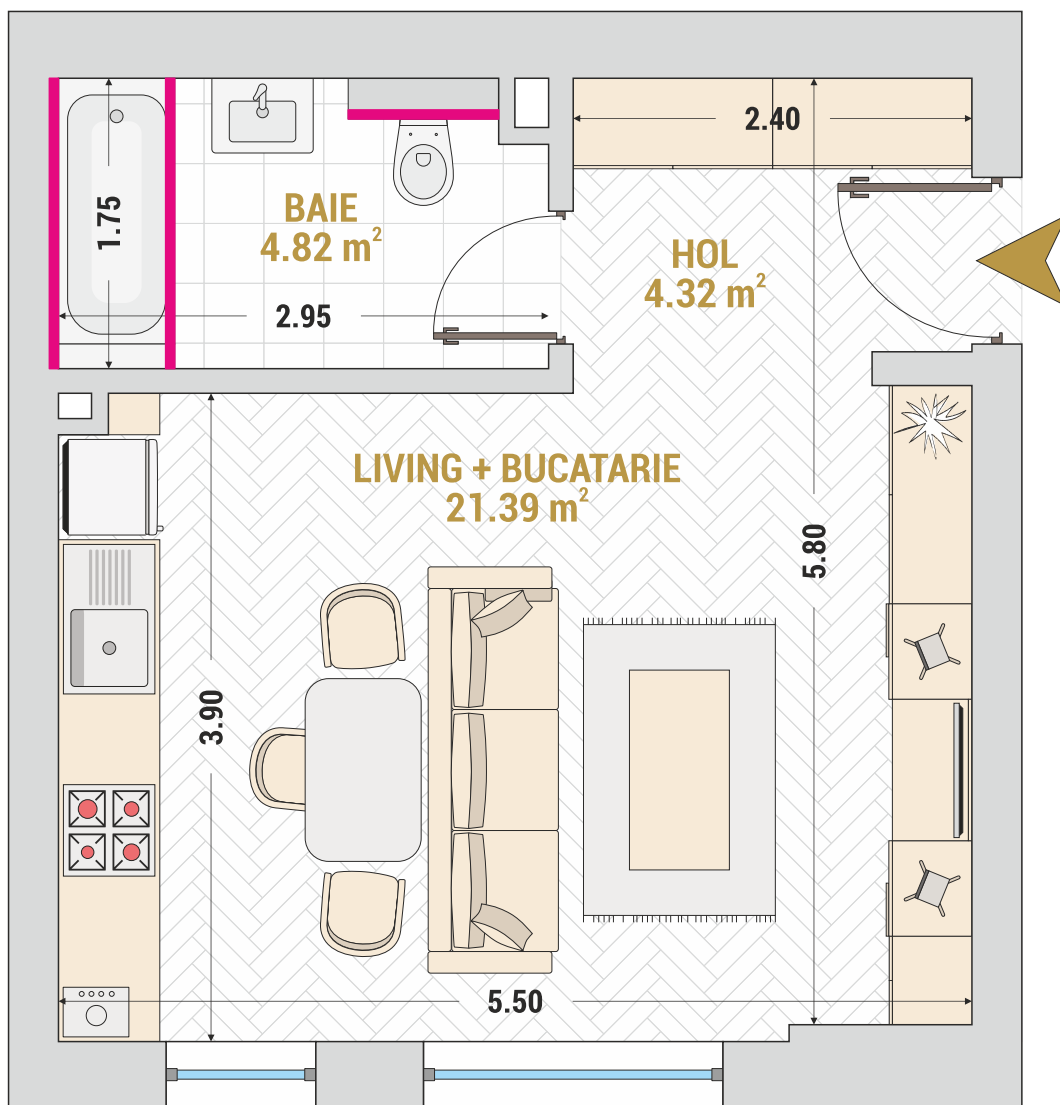 2.40
1.75
BAIE
4.82 m²
HOL
4.32 m²
2.95
LIVING + BUCATARIE
21.39 m²
5.80
3.90
5.50